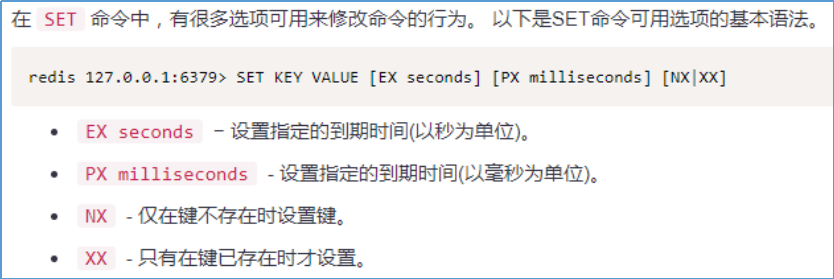 在 SET 命令中，有很多选项可用来修改命令的行为。 以下是SET命令可用选项的基本语法。
redis 127.0.0.1:6379> SET KEY VALUE [EX seconds] [PX milliseconds] [NX|XX]
• EX seconds − 设置指定的到期时间(以秒为单位)。
• PX milliseconds - 设置指定的到期时间(以毫秒为单位)。
• NX - 仅在键不存在时设置键。
• XX - 只有在键已存在时才设置。